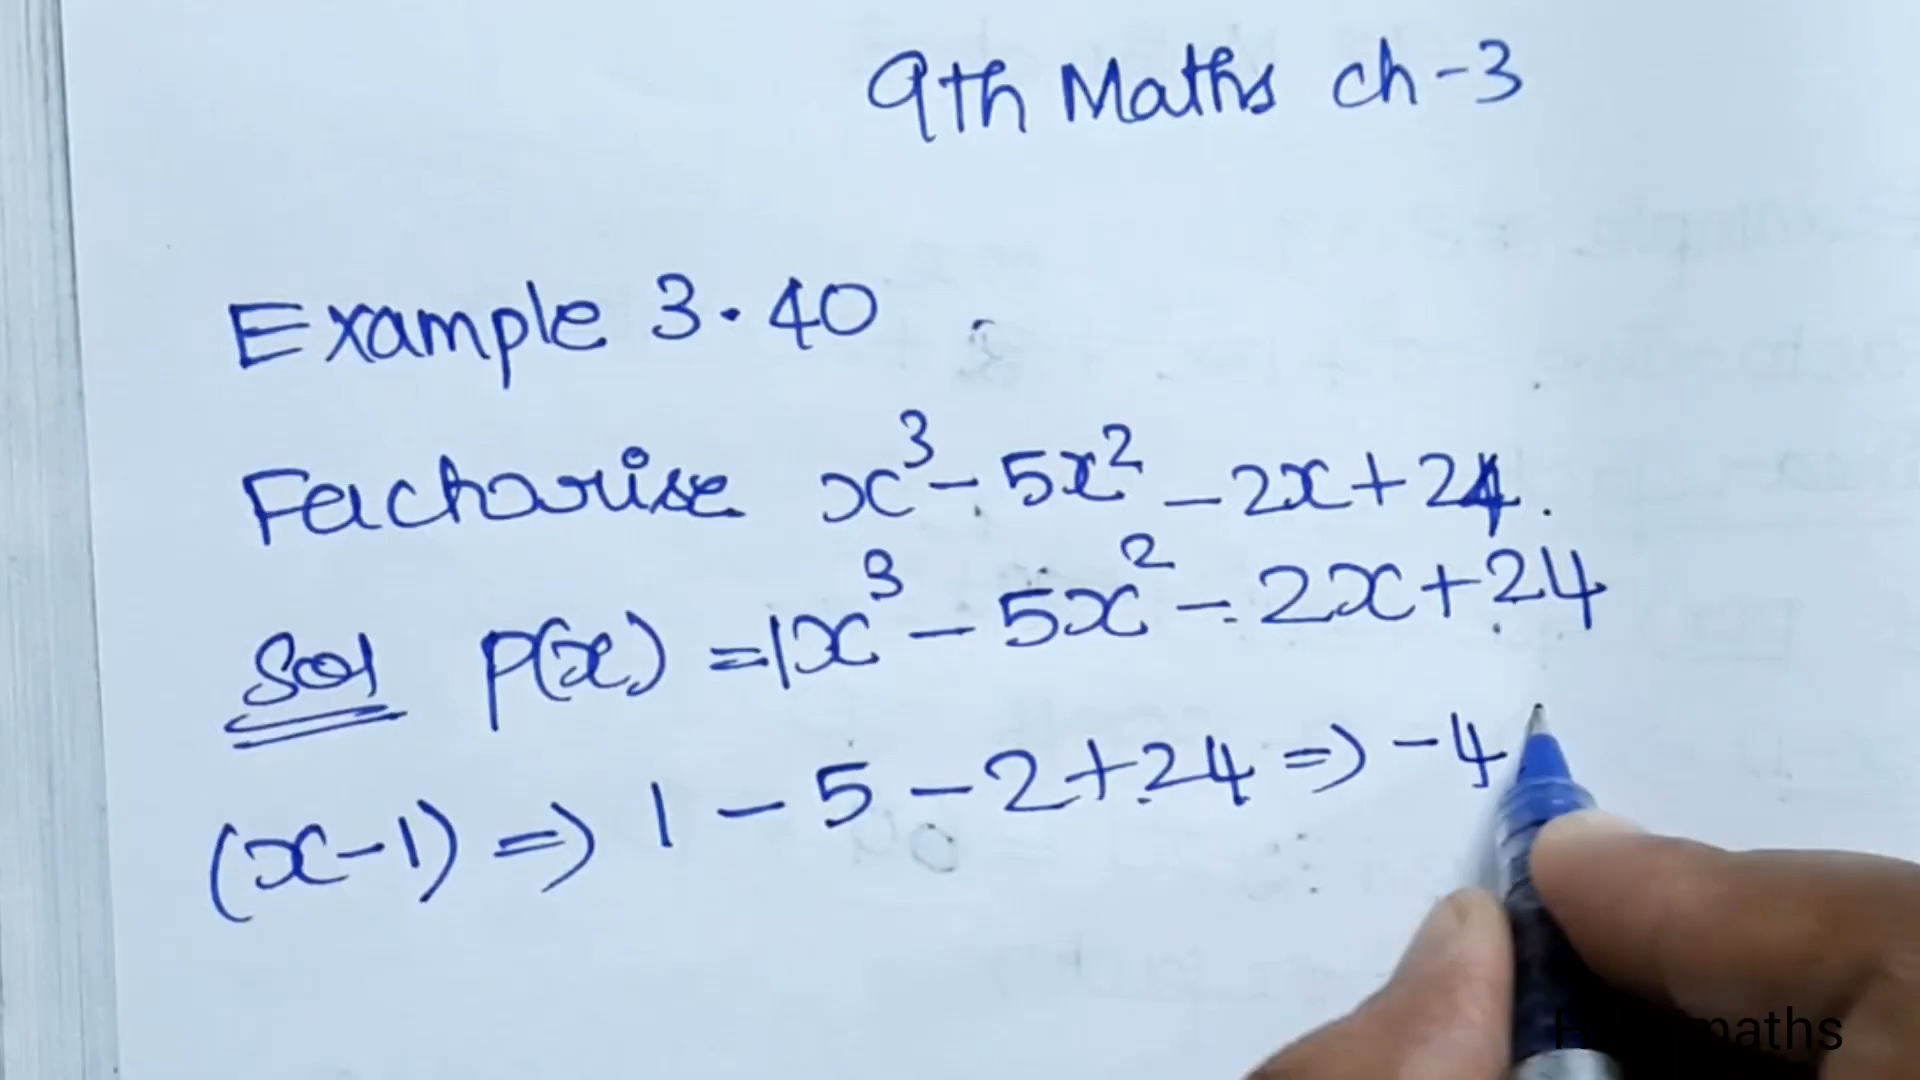 9th Maths ch-3
Example 3.40
Factorise x³ - 5x² - 2x + 24.
Sol p(x) = 1x³ - 5x² - 2x + 24
(x-1) ⇒ 1 - 5 - 2 + 24 ⇒ -4
maths